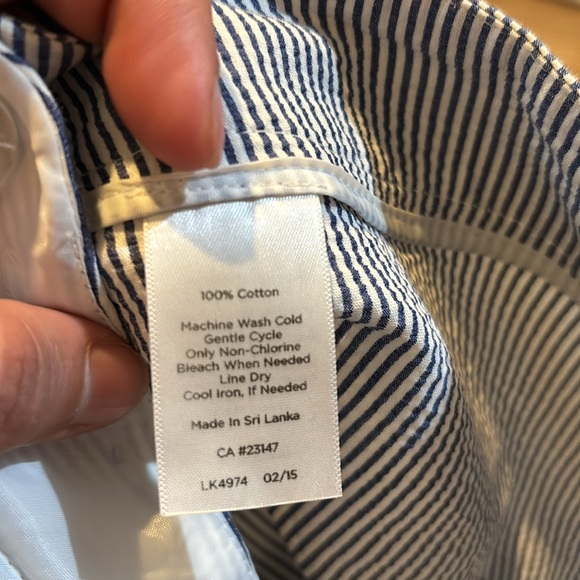 100% Cotton
Machine Wash Cold
Gentle Cycle
Only Non-Chlorine
Bleach When Needed
Line Dry
Cool Iron, If Needed
Made In Sri Lanka
CA #23147
LK4974 02/15